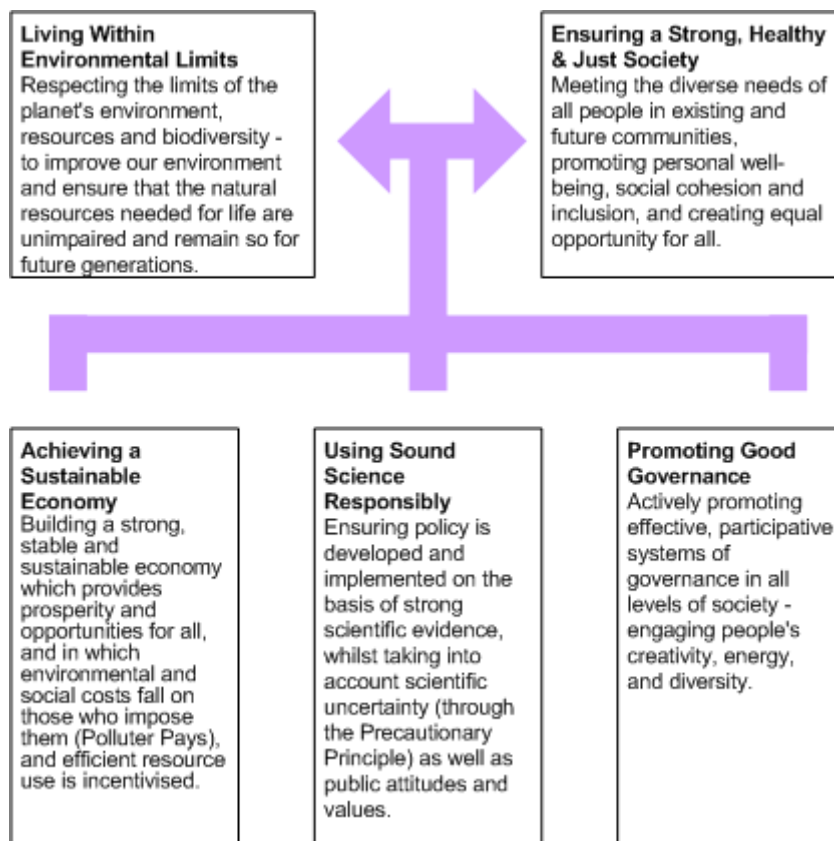 Living Within
Environmental Limits
Respecting the limits of the
planet's environment,
resources and biodiversity -
to improve our environment
and ensure that the natural
resources needed for life are
unimpaired and remain so for
future generations.
Ensuring a Strong, Healthy
& Just Society
Meeting the diverse needs of
all people in existing and
future communities,
promoting personal well-
being, social cohesion and
inclusion, and creating equal
opportunity for all.
Achieving a
Sustainable
Economy
Building a strong,
stable and
sustainable economy
which provides
prosperity and
opportunities for all,
and in which
environmental and
social costs fall on
those who impose
them (Polluter Pays),
and efficient resource
use is incentivised.
Using Sound
Science
Responsibly
Ensuring policy is
developed and
implemented on the
basis of strong
scientific evidence,
whilst taking into
account scientific
uncertainty (through
the Precautionary
Principle) as well as
public attitudes and
values.
Promoting Good
Governance
Actively promoting
effective, participative
systems of
governance in all
levels of society -
engaging people's
creativity, energy,
and diversity.